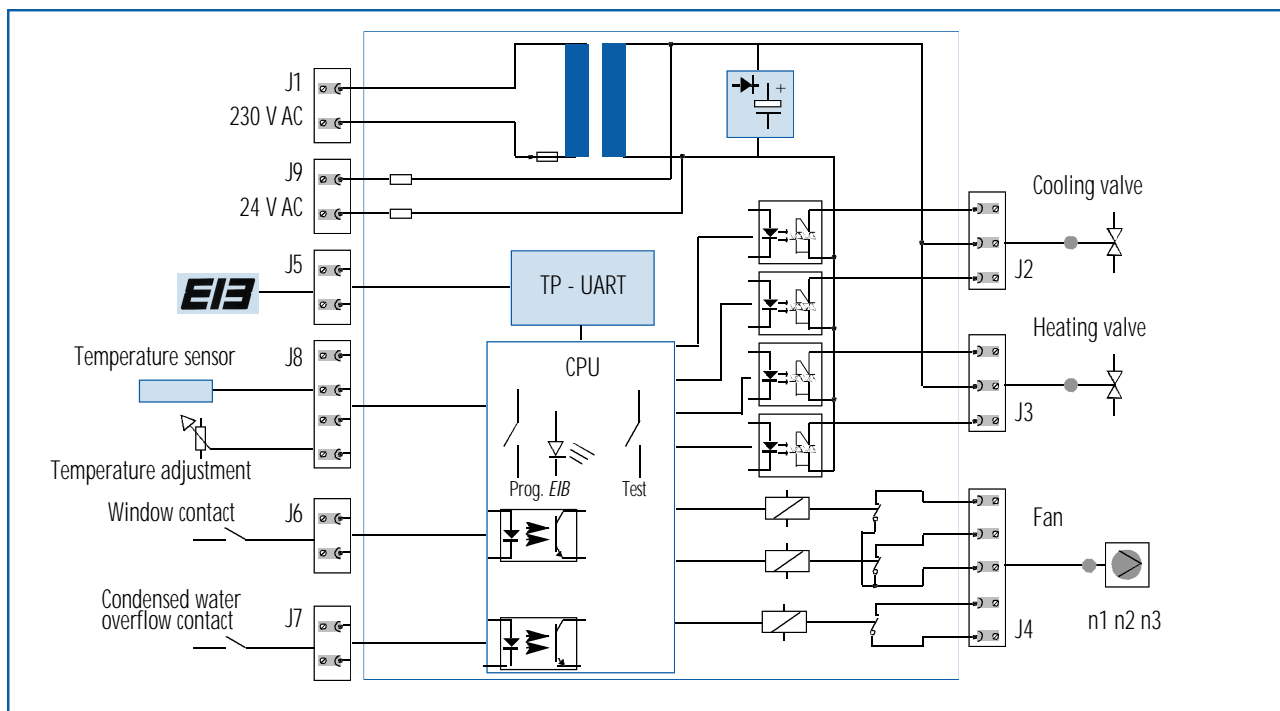 J1
230 V AC
J9
24 V AC
J5
EIB
TP - UART
Temperature sensor
J8
Temperature adjustment
CPU
Prog. EIB
Test
Window contact
J6
Condensed water
overflow contact
J7
+
Cooling valve
J2
Heating valve
J3
Fan
J4
n1 n2 n3